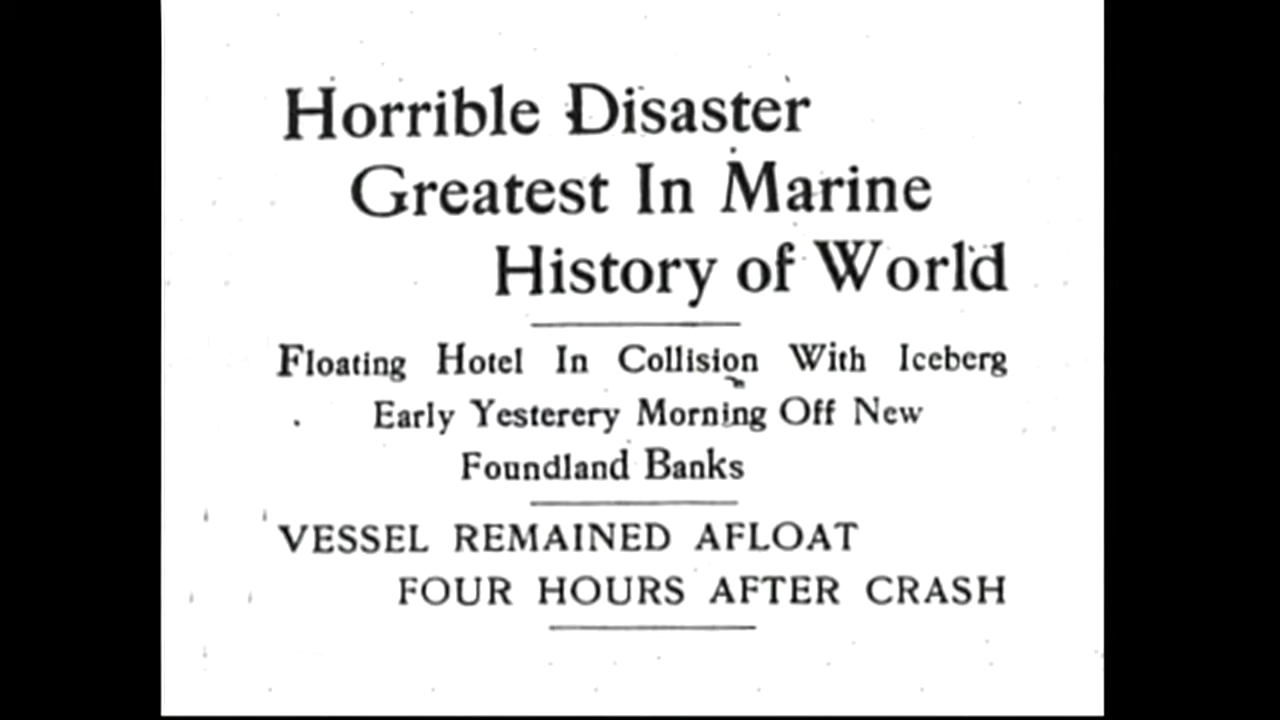 Horrible Disaster
Greatest In Marine
History of World
Floating Hotel In Collision With Iceberg
Early Yesterery Morning Off New
Foundland Banks
VESSEL REMAINED AFLOAT
FOUR HOURS AFTER CRASH